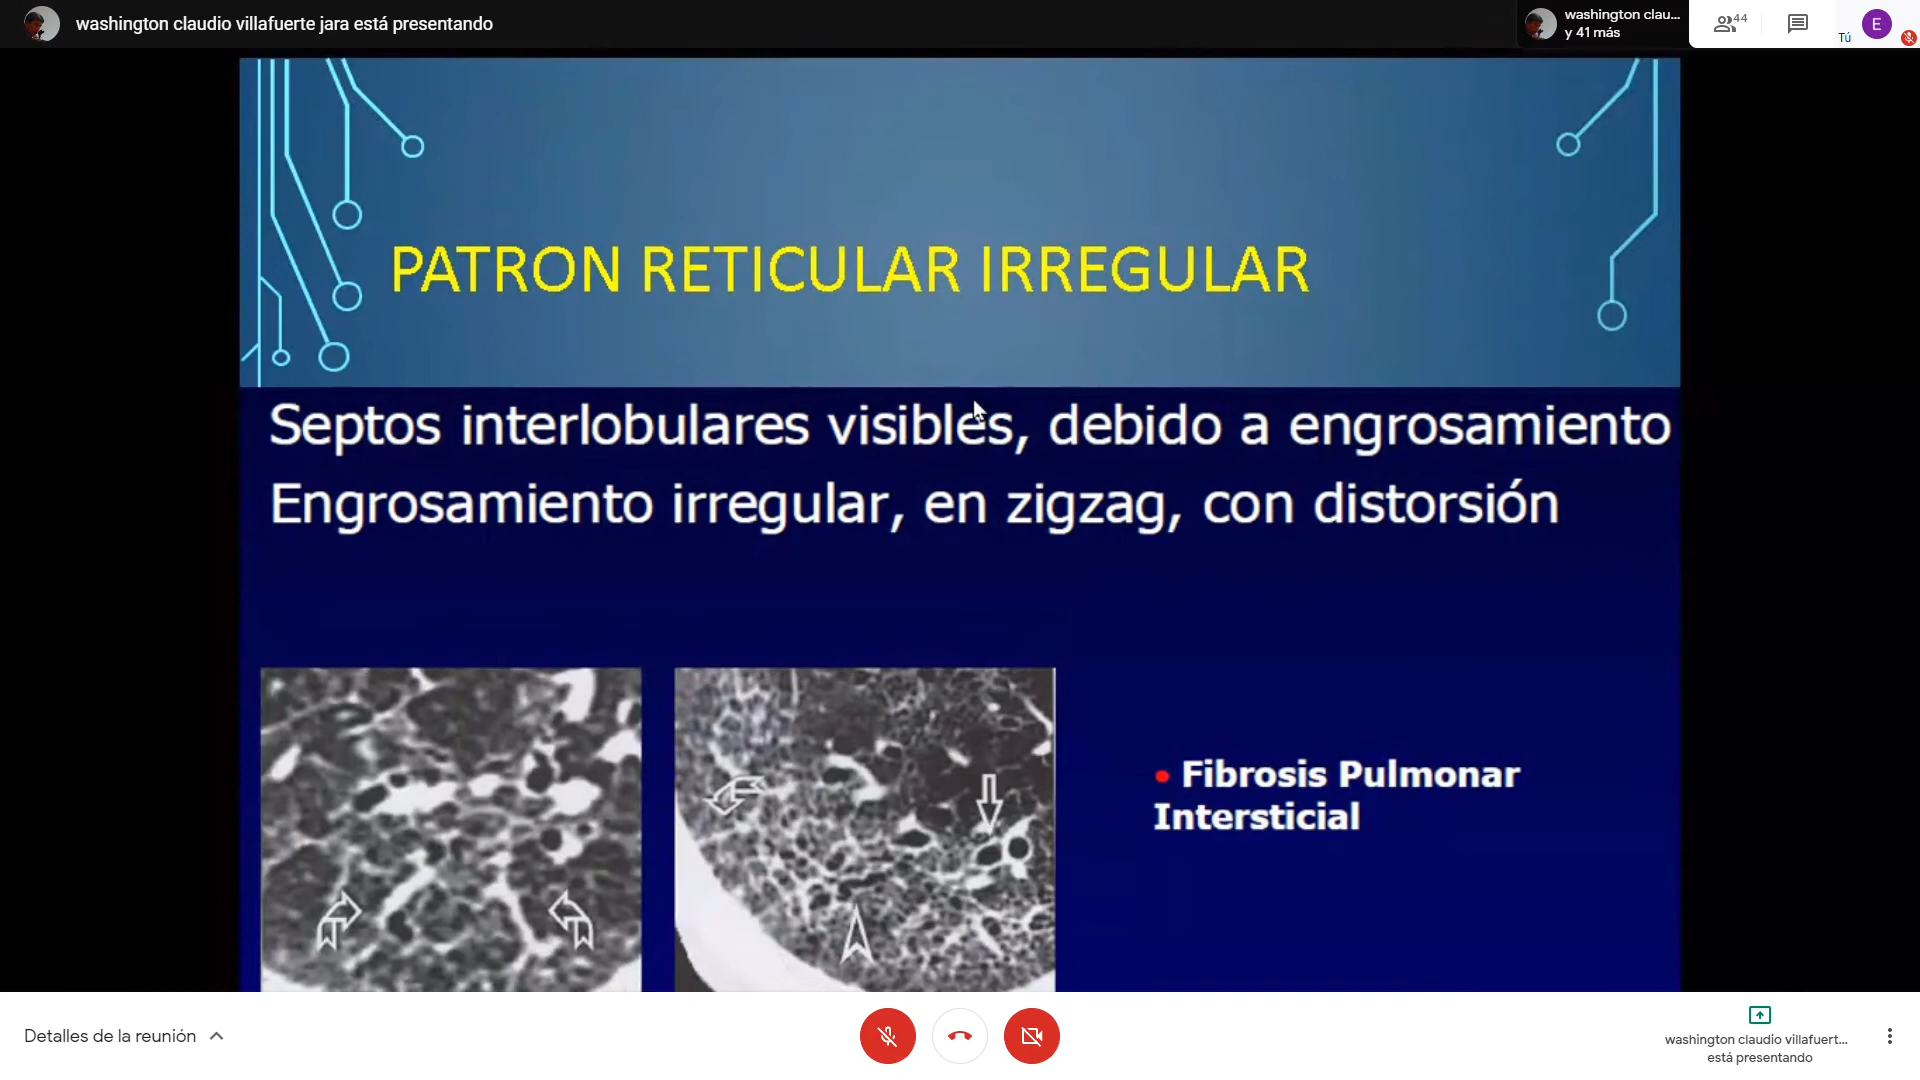 washington claudio villafuerte jara está presentando
washington clau...
y 41 más
44
Tú
E
PATRON RETICULAR IRREGULAR
Septos interlobulares visibles, debido a engrosamiento
Engrosamiento irregular, en zigzag, con distorsión
• Fibrosis Pulmonar
Intersticial
Detalles de la reunión
washington claudio villafuert...
está presentando